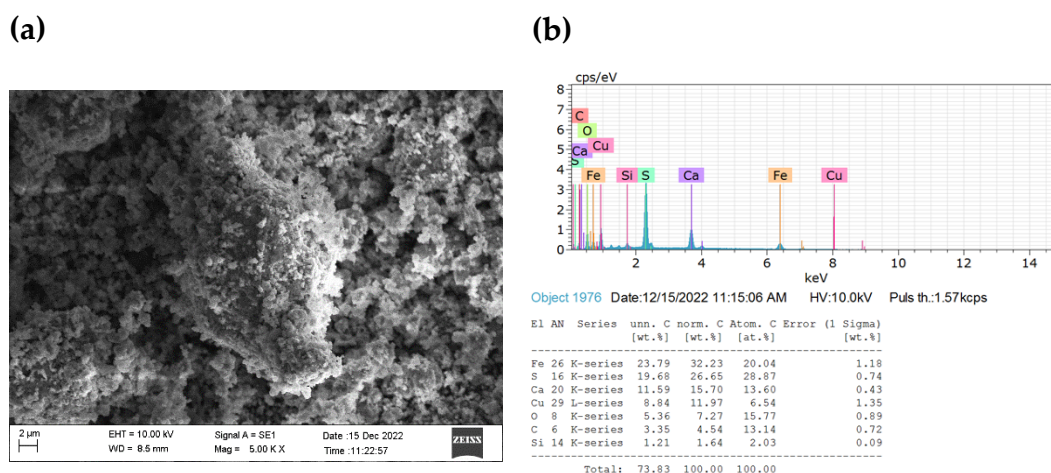 (a)
(b)
2 µm
EHT = 10.00 kV
WD = 8.5 mm
Signal A = SE1
Mag = 5.00 K X
Date :15 Dec 2022
Time :11:22:57
ZEISS
cps/eV
8
7
6
5
4
3
2
1
0
C
O
Ca
Cu
S
Fe
Si
S
Ca
Fe
Cu
2 4 6 8 10 12 14
keV
Object 1976 Date:12/15/2022 11:15:06 AM HV:10.0kV Puls th.:1.57kcps
El AN Series unn. C norm. C Atom. C Error (1 Sigma)
[wt.%] [wt.%] [at.%] [wt.%]
Fe 26 K-series 23.79 32.23 20.04 1.18
S 16 K-series 19.68 26.65 28.87 0.74
Ca 20 K-series 11.59 15.70 13.60 0.43
Cu 29 L-series 8.84 11.97 6.54 1.35
O 8 K-series 5.36 7.27 15.77 0.89
C 6 K-series 3.35 4.54 13.14 0.72
Si 14 K-series 1.21 1.64 2.03 0.09
Total: 73.83 100.00 100.00